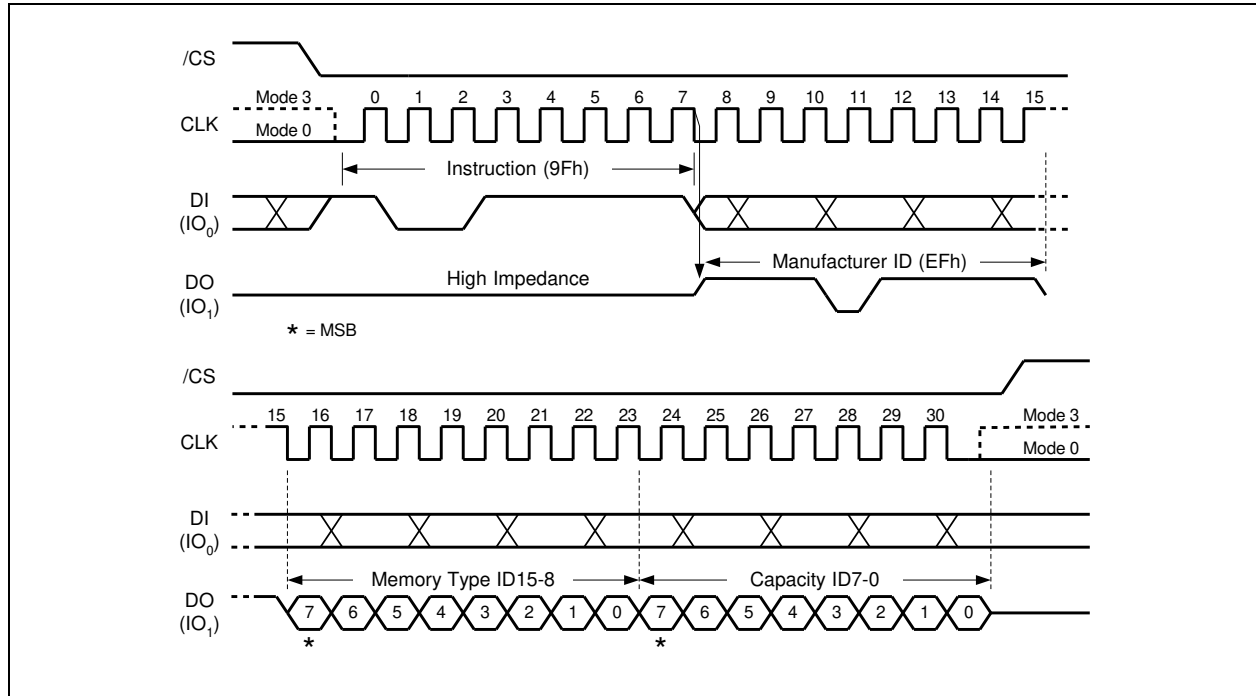 /CS
Mode 3 0 1 2 3 4 5 6 7 8 9 10 11 12 13 14 15
CLK
Mode 0
Instruction (9Fh)
DI
(IO0)
Manufacturer ID (EFh)
DO
(IO1)
High Impedance
* = MSB
/CS
15 16 17 18 19 20 21 22 23 24 25 26 27 28 29 30 Mode 3
CLK
Mode 0
DI
(IO0)
Memory Type ID15-8 Capacity ID7-0
DO
(IO1)
7 6 5 4 3 2 1 0 7 6 5 4 3 2 1 0
* *